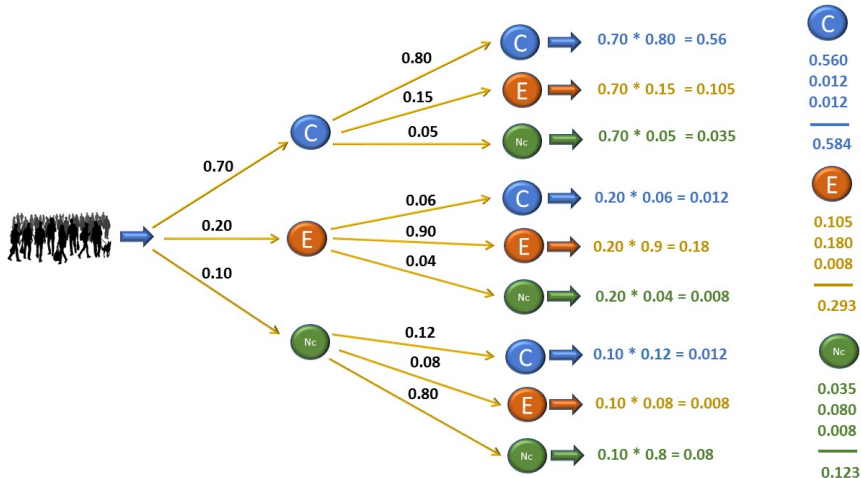 C
0.70 * 0.80 = 0.56
C
0.80
0.560
0.012
0.012
0.584
E
0.70 * 0.15 = 0.105
0.15
C
0.05
Nc
0.70 * 0.05 = 0.035
0.70
E
C
0.20 * 0.06 = 0.012
0.06
0.20
E
0.90
E
0.20 * 0.9 = 0.18
0.105
0.180
0.008
0.293
0.04
0.10
Nc
0.20 * 0.04 = 0.008
Nc
0.12
C
0.10 * 0.12 = 0.012
Nc
0.08
0.80
E
0.10 * 0.08 = 0.008
0.035
0.080
0.008
0.123
Nc
0.10 * 0.8 = 0.08